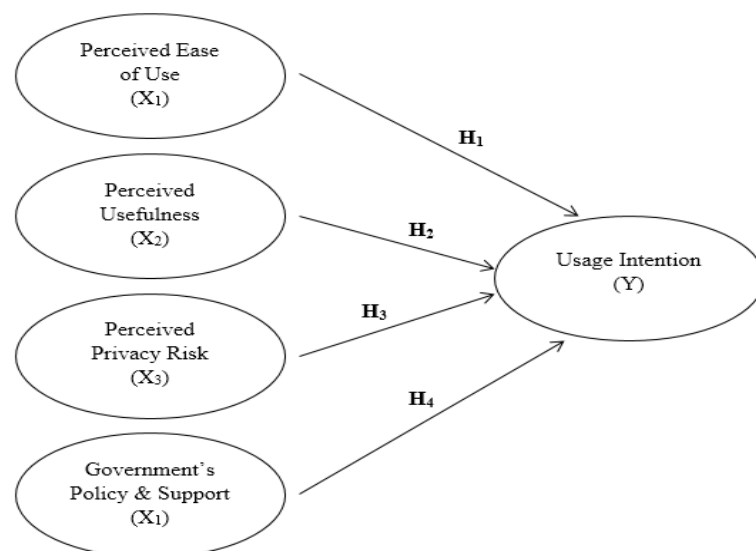 Perceived Ease
of Use
(X₁)
H₁
Perceived
Usefulness
(X₂)
H₂
Usage Intention
(Y)
Perceived
Privacy Risk
(X₃)
H₃
H₄
Government’s
Policy & Support
(X₁)